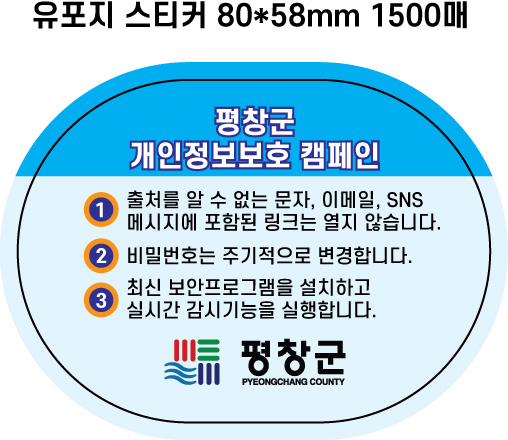 유포지 스티커 80*58mm 1500매
평창군
개인정보보호 캠페인
1 출처를 알 수 없는 문자, 이메일, SNS
메시지에 포함된 링크는 열지 않습니다.
2 비밀번호는 주기적으로 변경합니다.
3 최신 보안프로그램을 설치하고
실시간 감시기능을 실행합니다.
평창군
PYEONGCHANG COUNTY